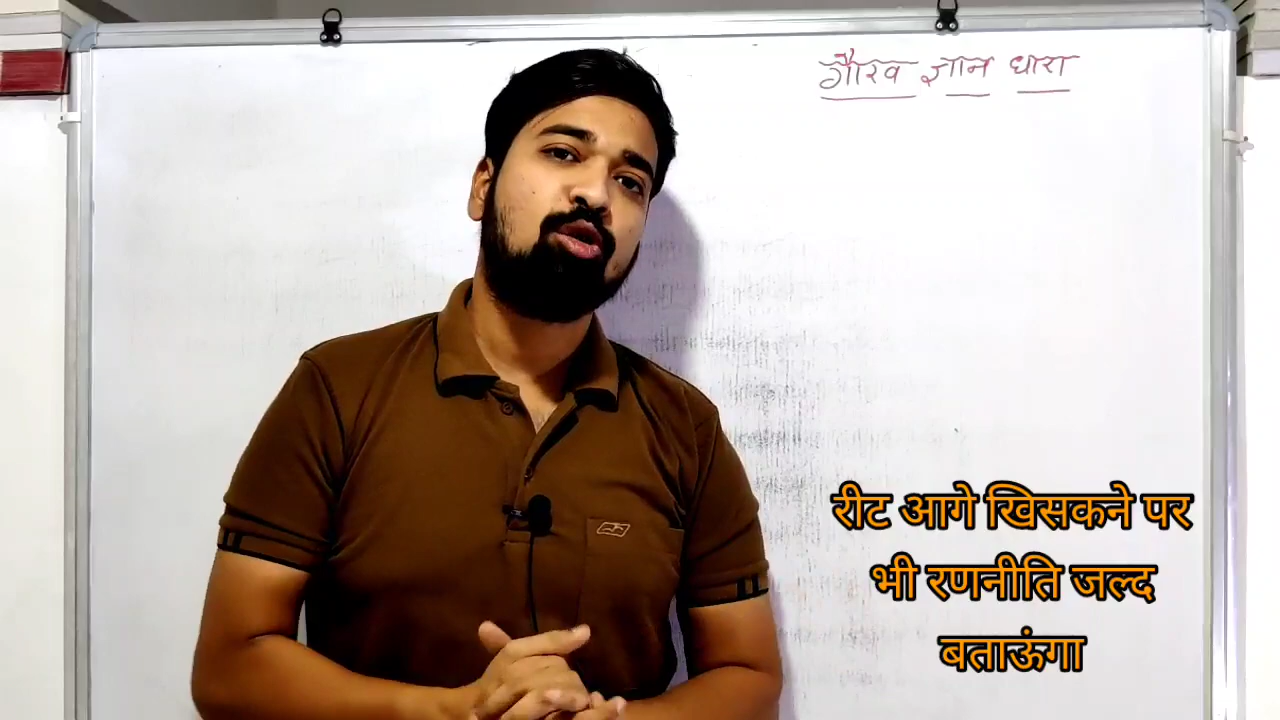 गौरव ज्ञान धारा
रीट आगे खिसकने पर
भी रणनीति जल्द
बताऊंगा